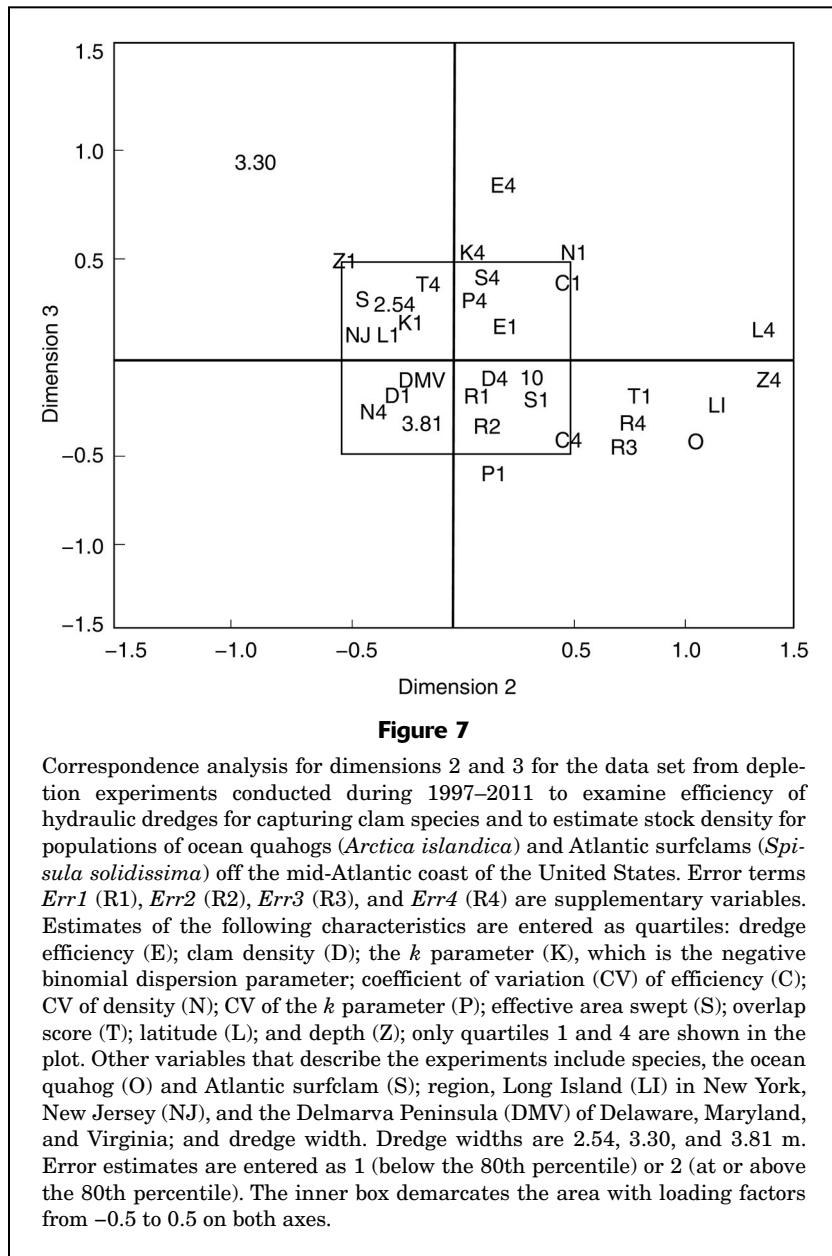 1.5
3.30
1.0
E4
K4 N1
0.5
Z1
T4 S4 C1
S 2.54 P4
K1 E1
NJ L1 L4
Dimension 3
DMV D4 10 Z4
D1 R1 S1 T1 LI
N4
3.81 R2 R4
C4 R3 O
−0.5
P1
−1.0
−1.5
−1.5 −1.0 −0.5 0.5 1.0 1.5
Dimension 2
Figure 7
Correspondence analysis for dimensions 2 and 3 for the data set from deple-
tion experiments conducted during 1997–2011 to examine efficiency of
hydraulic dredges for capturing clam species and to estimate stock density for
populations of ocean quahogs (Arctica islandica) and Atlantic surfclams (Spi-
sula solidissima) off the mid-Atlantic coast of the United States. Error terms
Err1 (R1), Err2 (R2), Err3 (R3), and Err4 (R4) are supplementary variables.
Estimates of the following characteristics are entered as quartiles: dredge
efficiency (E); clam density (D); the k parameter (K), which is the negative
binomial dispersion parameter; coefficient of variation (CV) of efficiency (C);
CV of density (N); CV of the k parameter (P); effective area swept (S); overlap
score (T); latitude (L); and depth (Z); only quartiles 1 and 4 are shown in the
plot. Other variables that describe the experiments include species, the ocean
quahog (O) and Atlantic surfclam (S); region, Long Island (LI) in New York,
New Jersey (NJ), and the Delmarva Peninsula (DMV) of Delaware, Maryland,
and Virginia; and dredge width. Dredge widths are 2.54, 3.30, and 3.81 m.
Error estimates are entered as 1 (below the 80th percentile) or 2 (at or above
the 80th percentile). The inner box demarcates the area with loading factors
from −0.5 to 0.5 on both axes.